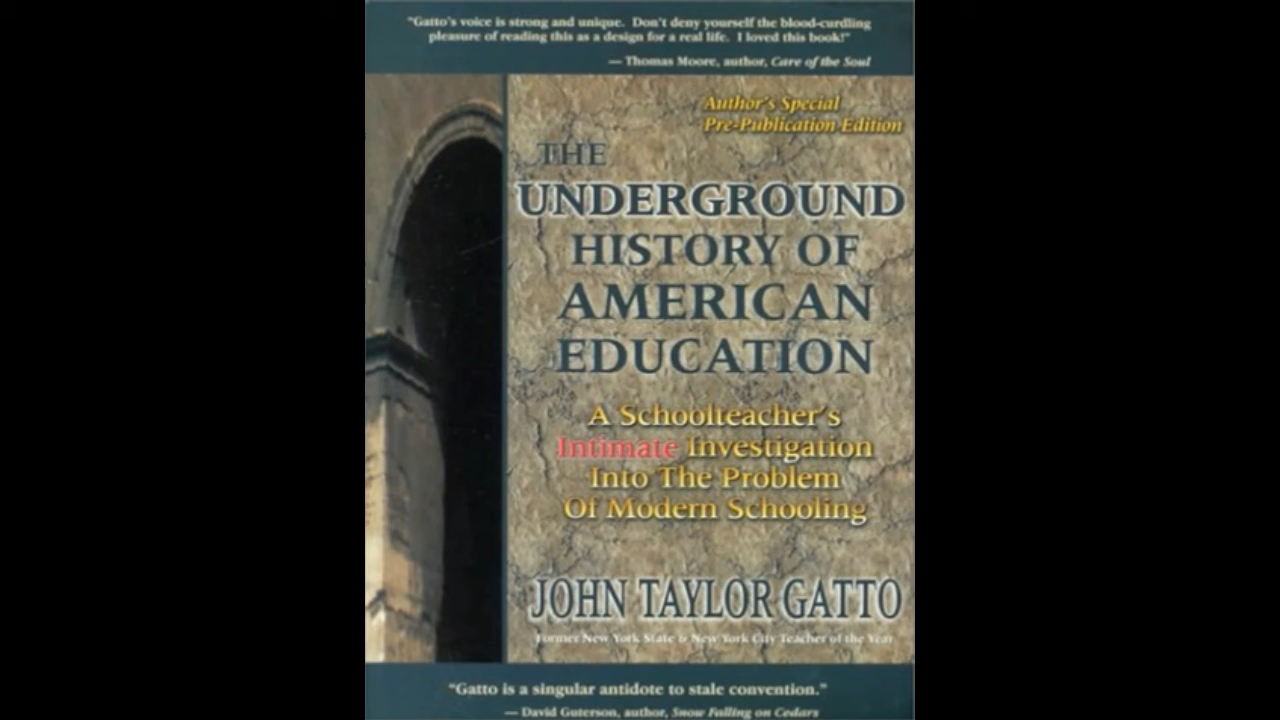 "Gatto's voice is strong and unique. Don't deny yourself the blood-curdling
pleasure of reading this as a design for a real life. I loved this book!"
— Thomas Moore, author, Care of the Soul
Author's Special
Pre-Publication Edition
THE
UNDERGROUND
HISTORY OF
AMERICAN
EDUCATION
A Schoolteacher's
Intimate Investigation
Into The Problem
Of Modern Schooling
JOHN TAYLOR GATTO
Former New York State & New York City Teacher of the Year
"Gatto is a singular antidote to stale convention."
— David Guterson, author, Snow Falling on Cedars